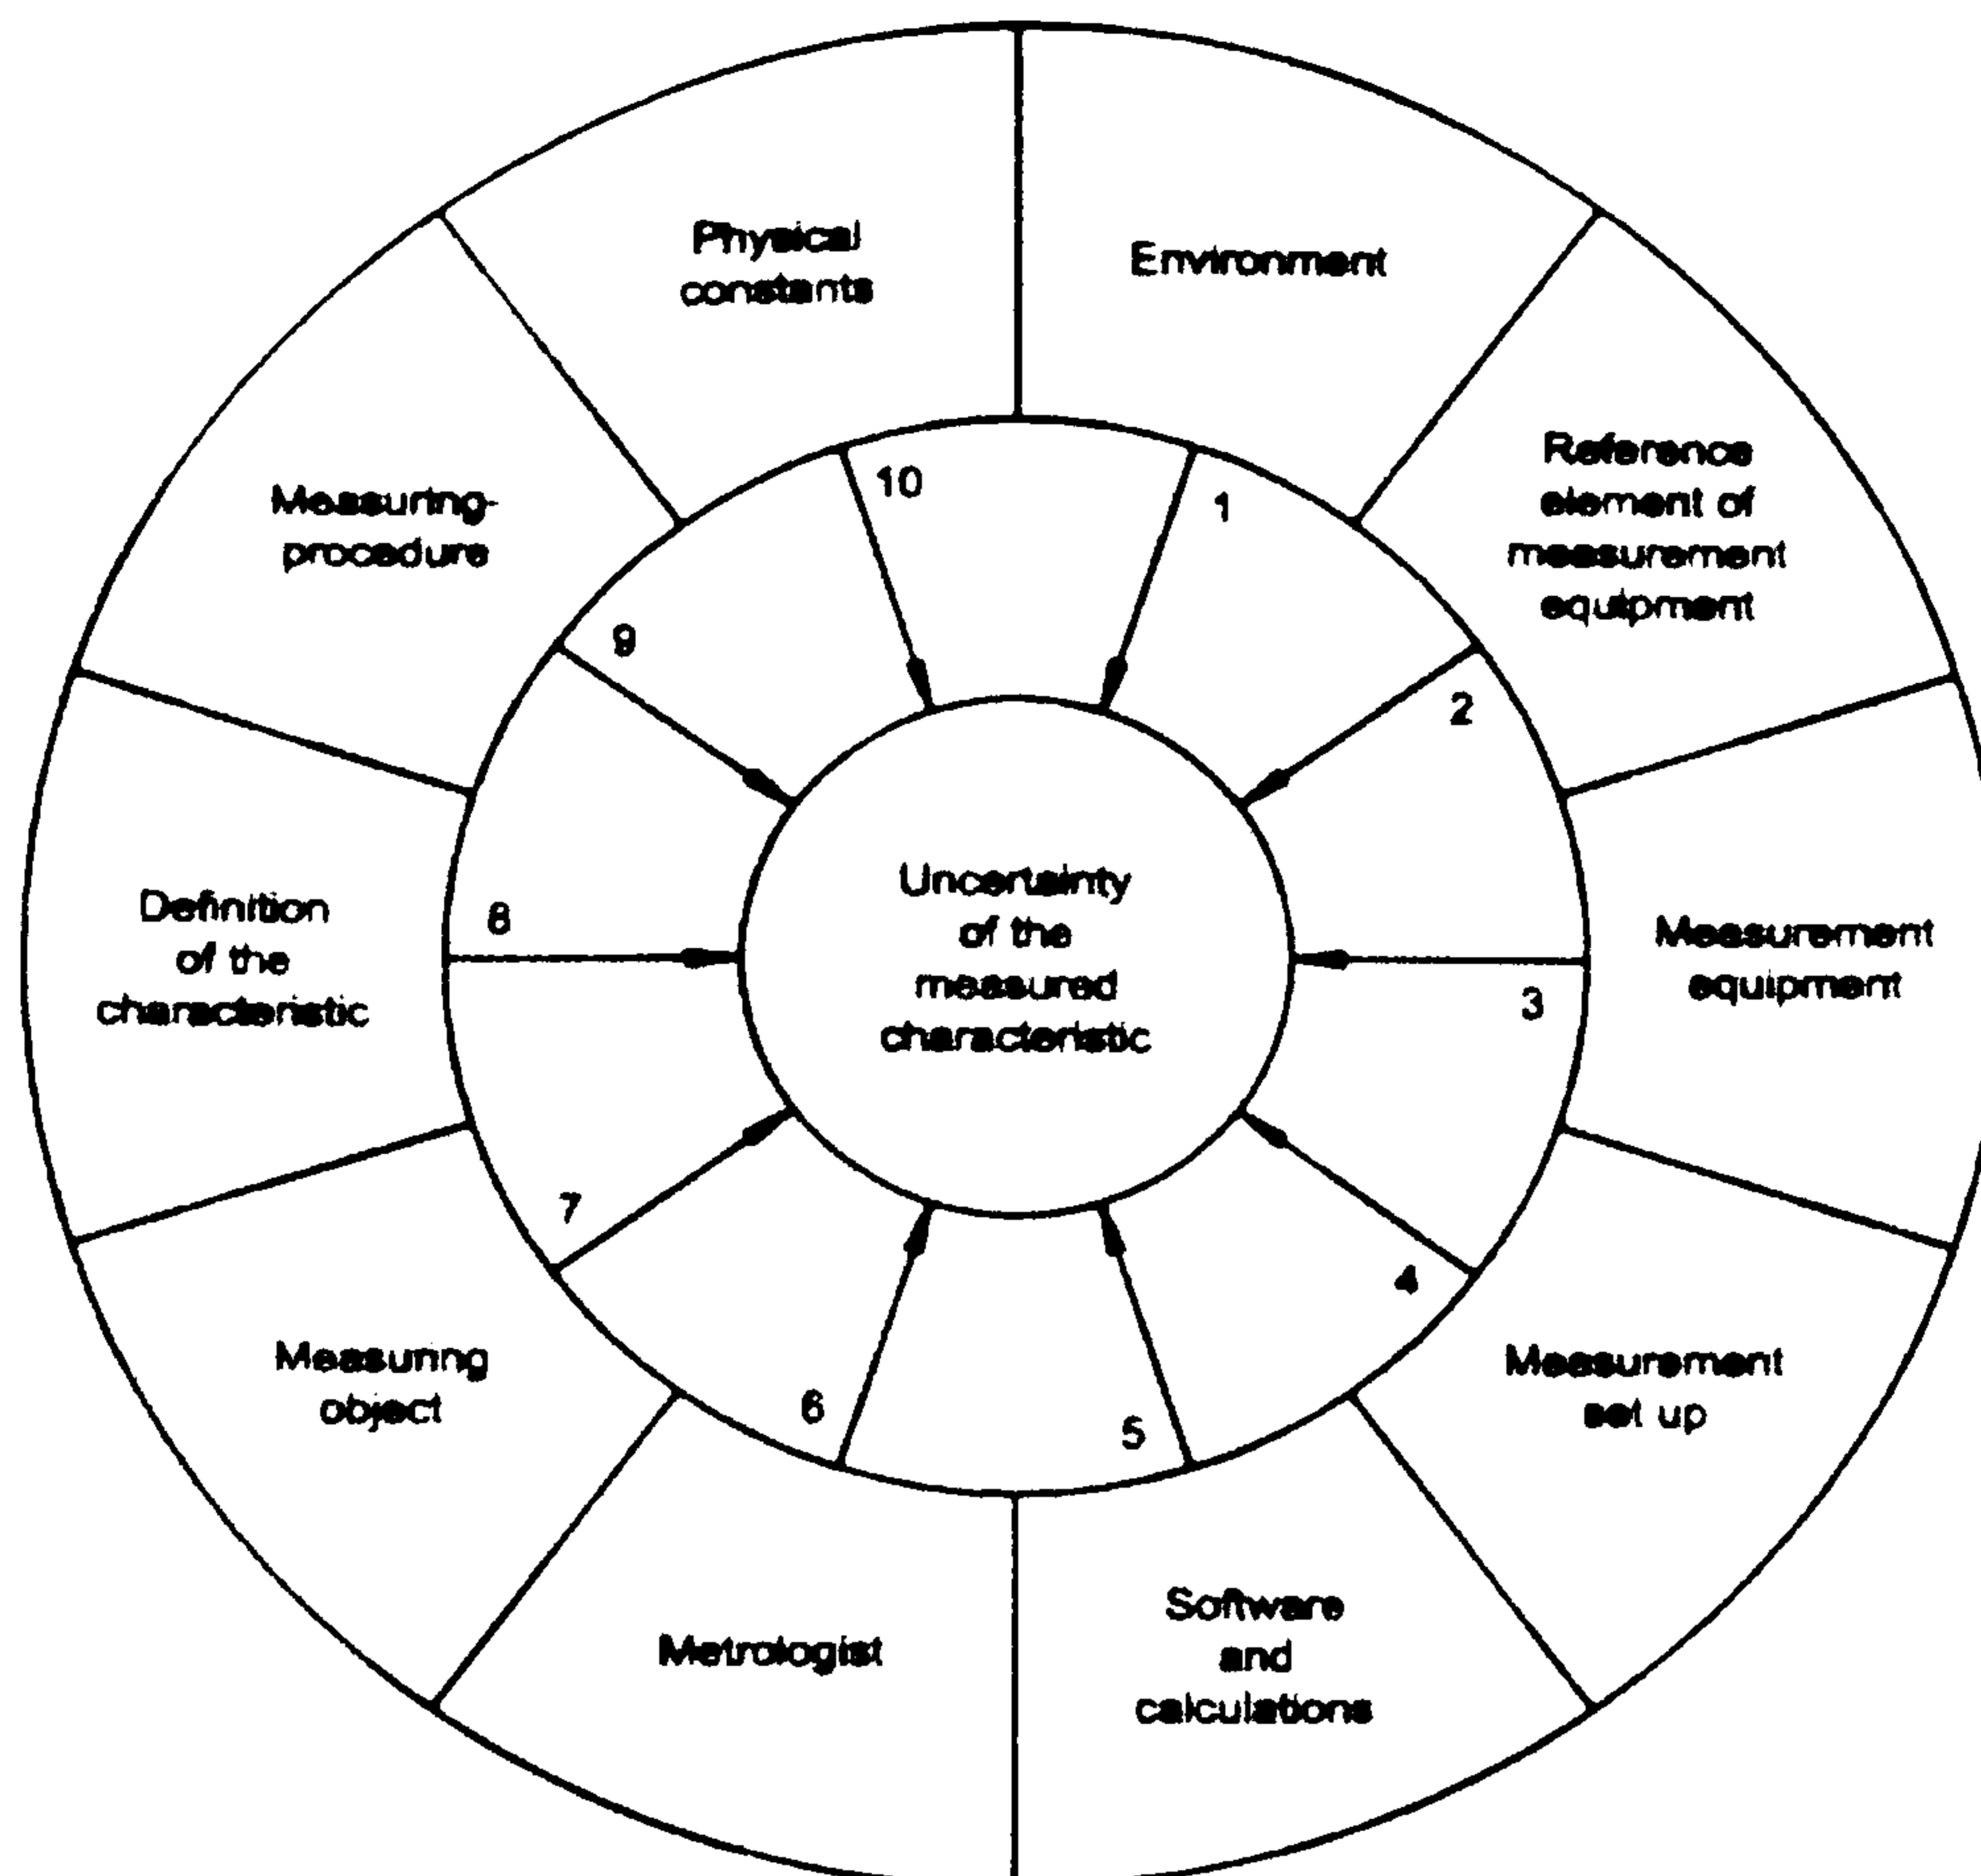 Physical
constants
Environment
Reference
element of
measurement
equipment
Measuring-
procedure
10
1
9
2
Uncertainty
of the
measured
characteristic
Definition
of the
characteristic
8
Measurement
equipment
3
7
4
Measuring
object
6
5
Measurement
set up
Metrologist
Software
and
calculations